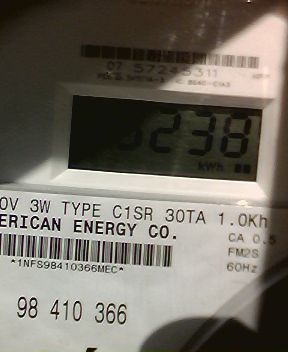 07 57245311
238
kWh
0V 3W TYPE C1SR 30TA 1.0Kh
ERICAN ENERGY CO. CA 0.5
FM2S
*1NFS98410366MEC* 60Hz
98 410 366